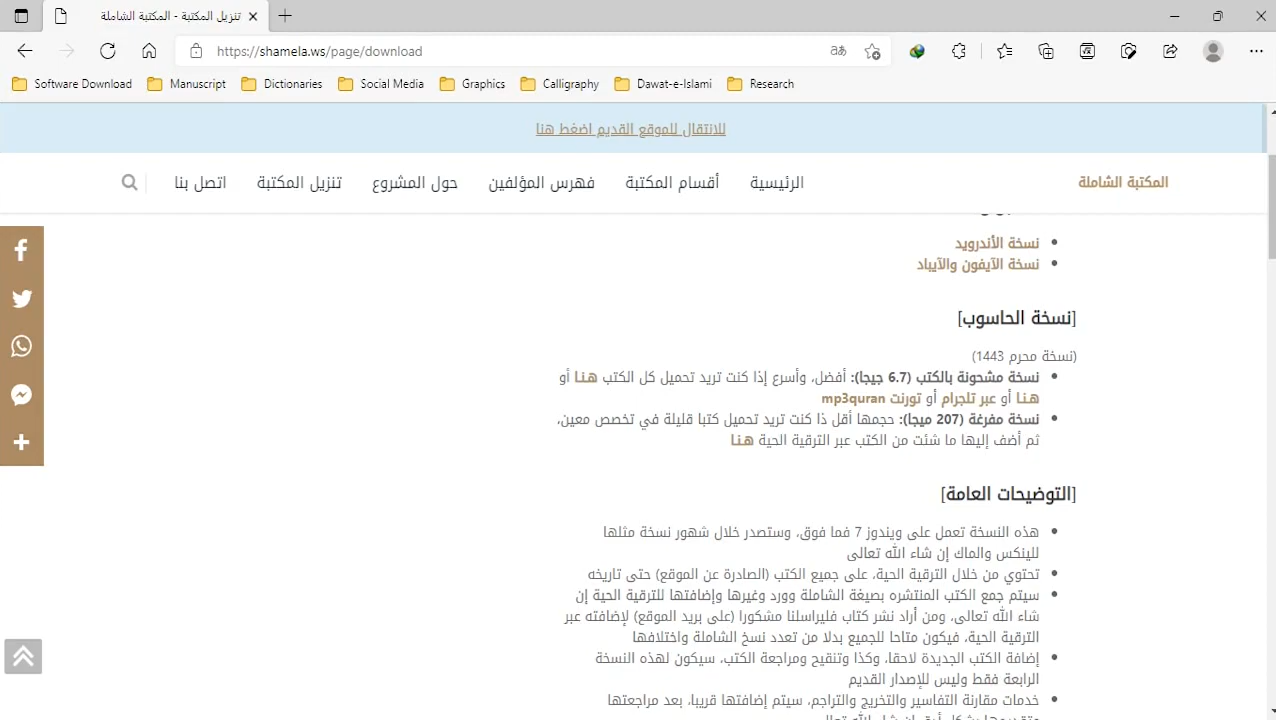 تنزيل المكتبة - المكتبة الشاملة
https://shamela.ws/page/download
Software Download
Manuscript
Dictionaries
Social Media
Graphics
Calligraphy
Dawat-e-Islami
Research
للانتقال للموقع القديم اضغط هنا
المكتبة الشاملة
الرئيسية
أقسام المكتبة
فهرس المؤلفين
حول المشروع
تنزيل المكتبة
اتصل بنا
نسخة الأندرويد
نسخة الآيفون والآيباد
[نسخة الحاسوب]
(نسخة محرم 1443)
نسخة مشحونة بالكتب (6.7 جيجا): أفضل، وأسرع إذا كنت تريد تحميل كل الكتب هـنـا أو
هـنـا أو عبر تلجرام أو تورنت mp3quran
نسخة مفرغة (207 ميجا): حجمها أقل ذا كنت تريد تحميل كتبا قليلة في تخصص معين،
ثم أضف إليها ما شئت من الكتب عبر الترقية الحية هـنـا
[التوضيحات العامة]
هذه النسخة تعمل على ويندوز 7 فما فوق، وستصدر خلال شهور نسخة مثلها
للينكس والماك إن شاء الله تعالى
تحتوي من خلال الترقية الحية، على جميع الكتب (الصادرة عن الموقع) حتى تاريخه
سيتم جمع الكتب المنتشره بصيغة الشاملة وورد وغيرها وإضافتها للترقية الحية إن
شاء الله تعالى، ومن أراد نشر كتاب فليراسلنا مشكورا (على بريد الموقع) لإضافته عبر
الترقية الحية، فيكون متاحا للجميع بدلا من تعدد نسخ الشاملة واختلافها
إضافة الكتب الجديدة لاحقا، وكذا وتنقيح ومراجعة الكتب، سيكون لهذه النسخة
الرابعة فقط وليس للإصدار القديم
خدمات مقارنة التفاسير والتخريج والتراجم، سيتم إضافتها قريبا، بعد مراجعتها